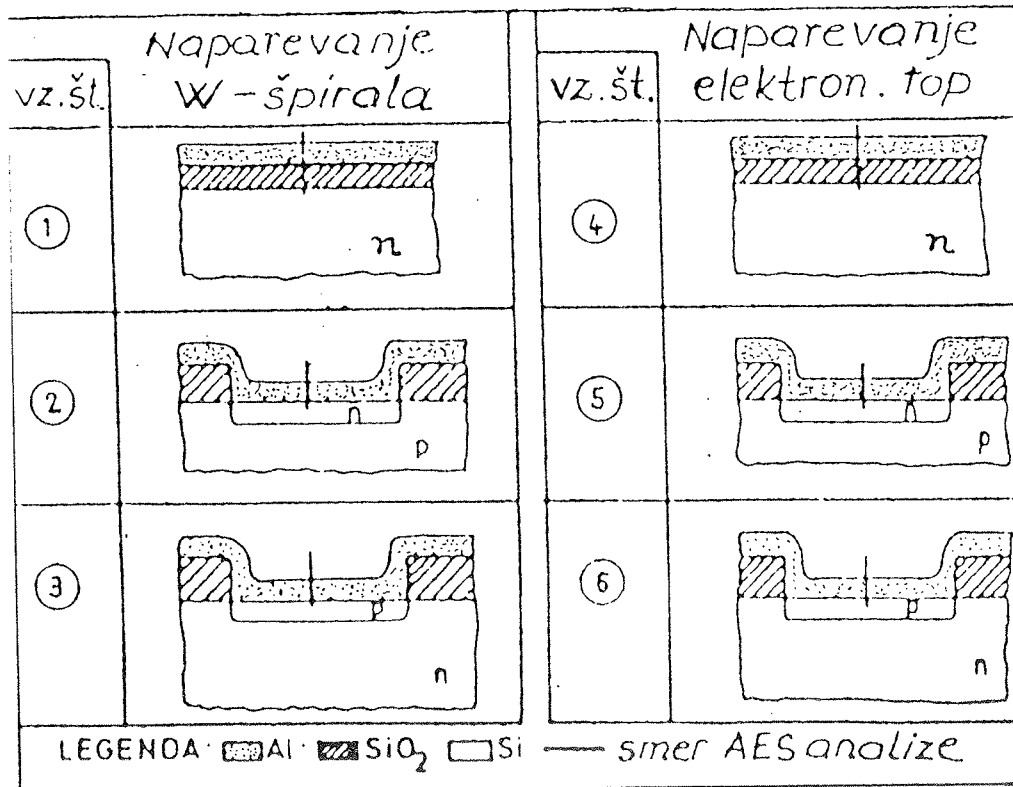 Naparevanje
W-špirala
vz.št.
1
n
2
n
p
3
p
n
Naparevanje
elektron. top
vz.št.
4
n
5
n
p
6
p
n
LEGENDA: Al SiO₂ Si smer AES analize